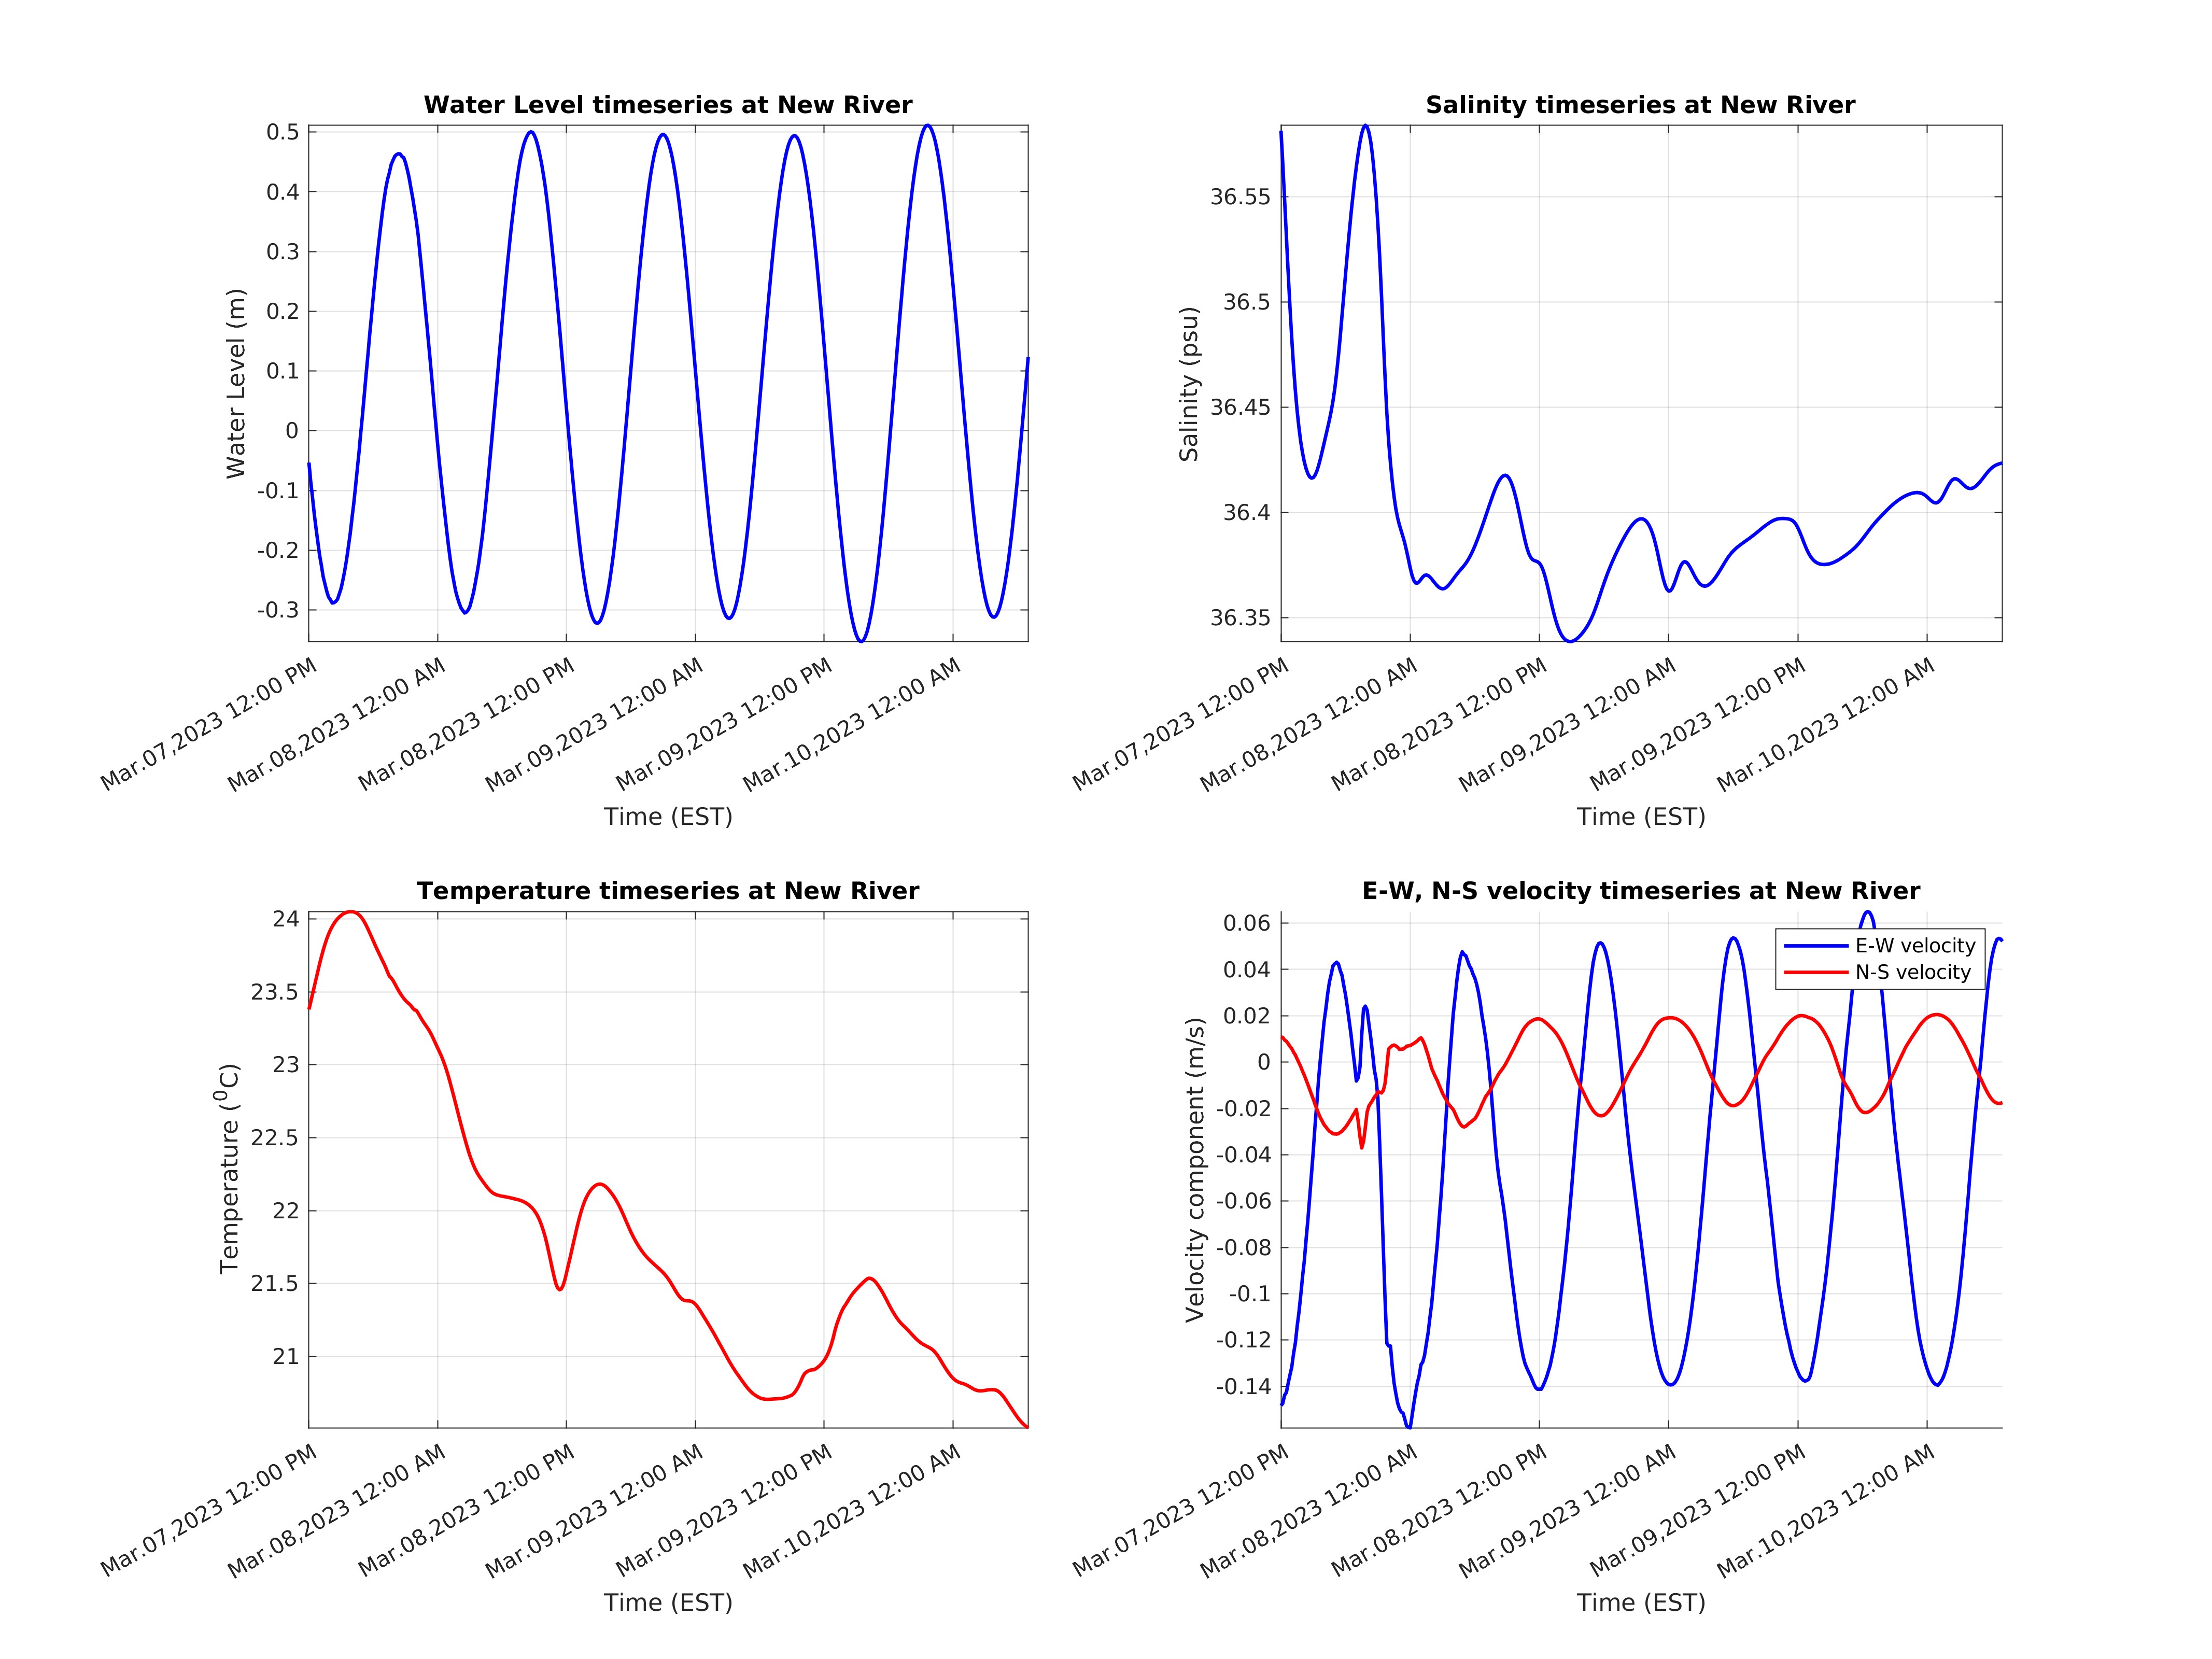 Water Level timeseries at New River
Water Level (m)
0.5
0.4
0.3
0.2
0.1
0
-0.1
-0.2
-0.3
Mar.07,2023 12:00 PM
Mar.08,2023 12:00 AM
Mar.08,2023 12:00 PM
Mar.09,2023 12:00 AM
Mar.09,2023 12:00 PM
Mar.10,2023 12:00 AM
Time (EST)
Salinity timeseries at New River
Salinity (psu)
36.55
36.5
36.45
36.4
36.35
Mar.07,2023 12:00 PM
Mar.08,2023 12:00 AM
Mar.08,2023 12:00 PM
Mar.09,2023 12:00 AM
Mar.09,2023 12:00 PM
Mar.10,2023 12:00 AM
Time (EST)
Temperature timeseries at New River
Temperature (⁰C)
24
23.5
23
22.5
22
21.5
21
Mar.07,2023 12:00 PM
Mar.08,2023 12:00 AM
Mar.08,2023 12:00 PM
Mar.09,2023 12:00 AM
Mar.09,2023 12:00 PM
Mar.10,2023 12:00 AM
Time (EST)
E-W, N-S velocity timeseries at New River
Velocity component (m/s)
0.06
0.04
0.02
0
-0.02
-0.04
-0.06
-0.08
-0.1
-0.12
-0.14
E-W velocity
N-S velocity
Mar.07,2023 12:00 PM
Mar.08,2023 12:00 AM
Mar.08,2023 12:00 PM
Mar.09,2023 12:00 AM
Mar.09,2023 12:00 PM
Mar.10,2023 12:00 AM
Time (EST)